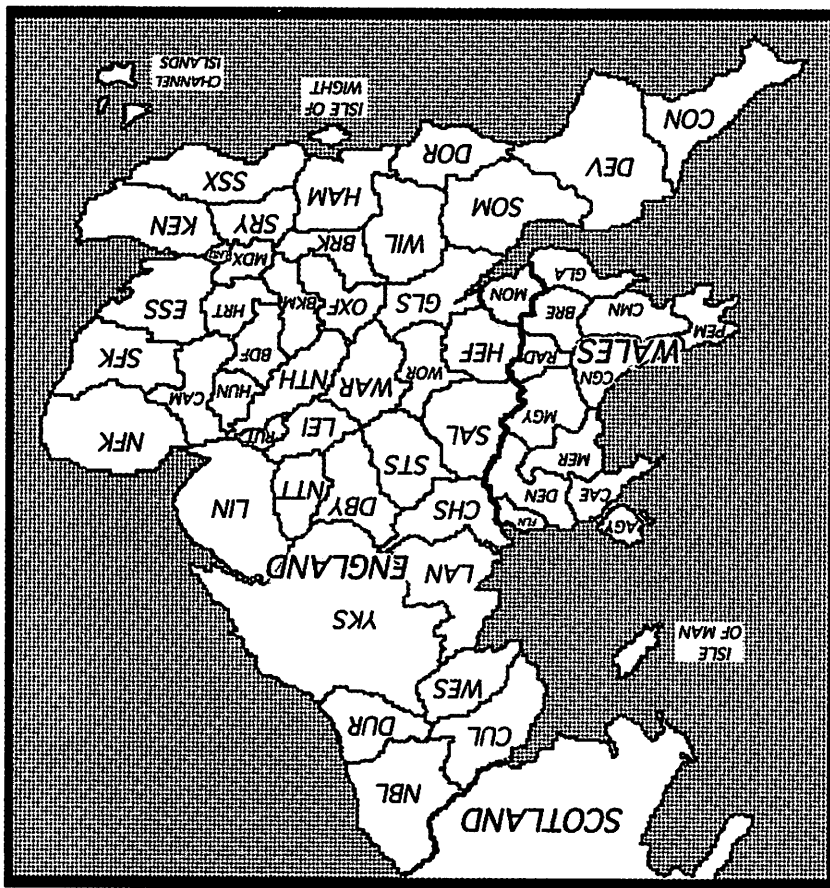 SCOTLAND
NBL
CUL
DUR
WES
ISLE
OF MAN
YKS
LAN
ENGLAND
AGY
FLN
CHS
LIN
CAE
DEN
DBY
NTT
MER
STS
SAL
LEI
RUT
NFK
MGY
CGN
WAR
NTH
HUN
CAM
WALES
RAD
HEF
WOR
BDF
SFK
PEM
CMN
BRE
MON
GLS
OXF
BKM
HRT
ESS
GLA
WIL
BRK
MDX
SOM
SRY
KEN
DEV
HAM
SSX
DOR
CON
ISLE OF
WIGHT
CHANNEL
ISLANDS